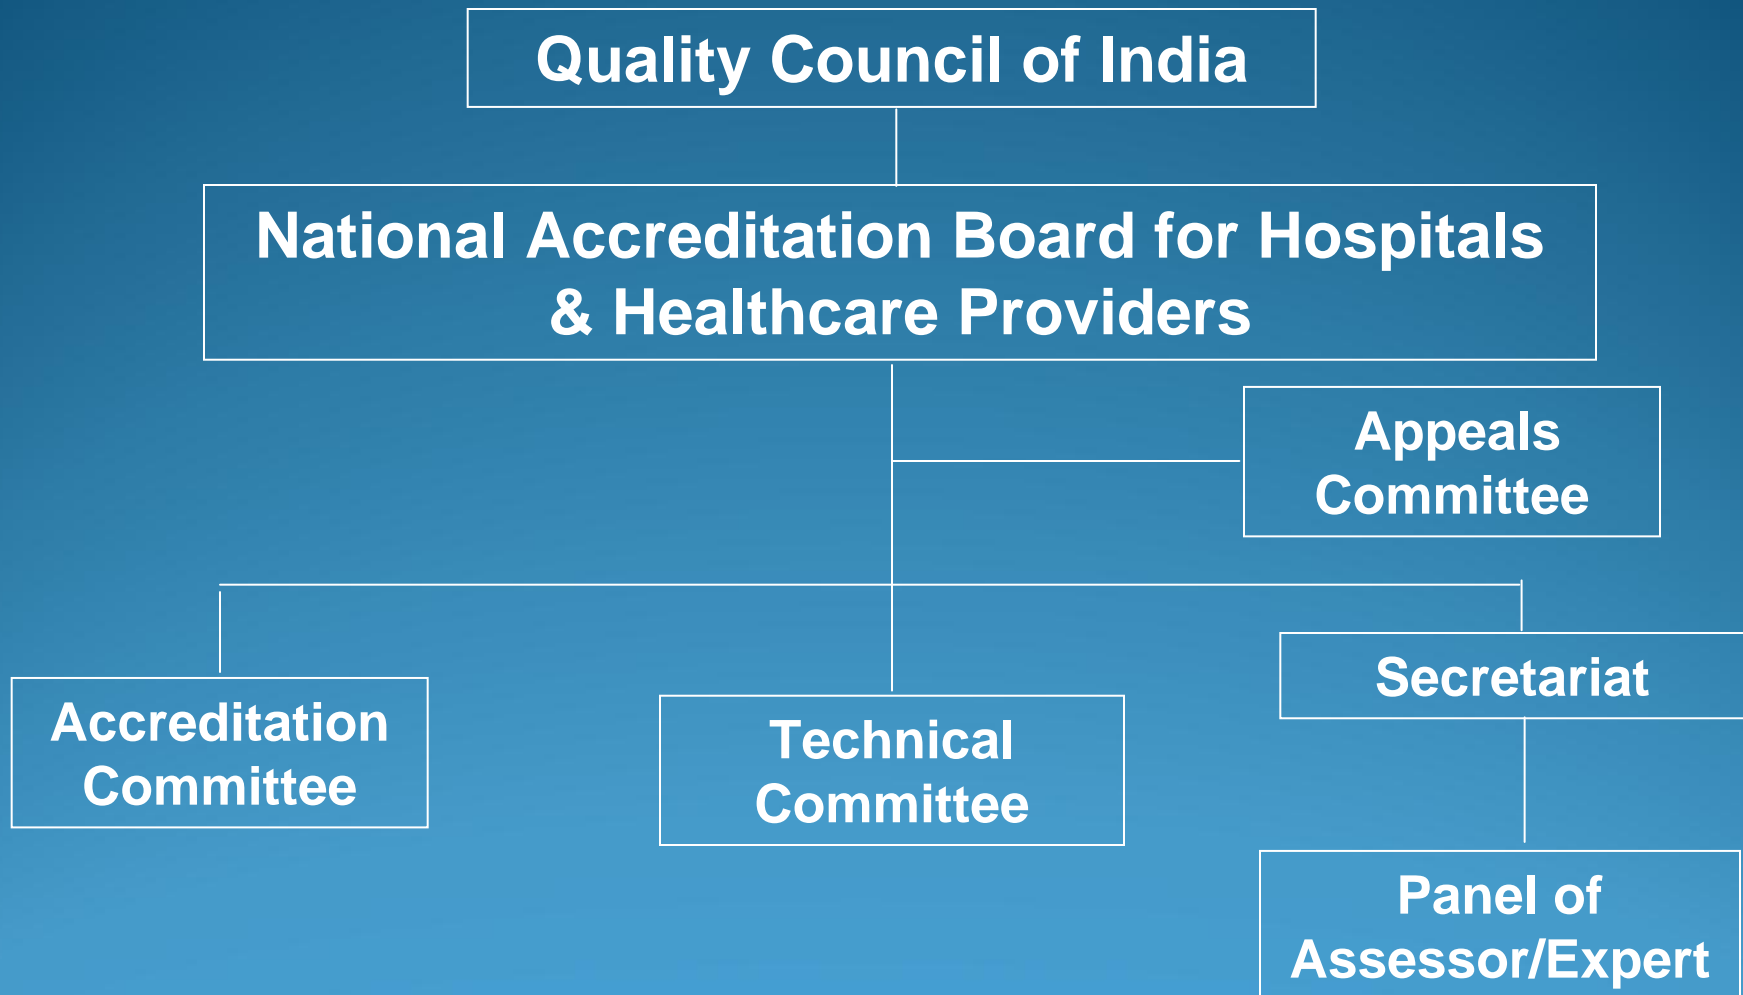 Quality Council of India
National Accreditation Board for Hospitals
& Healthcare Providers
Appeals
Committee
Accreditation
Committee
Technical
Committee
Secretariat
Panel of
Assessor/Expert